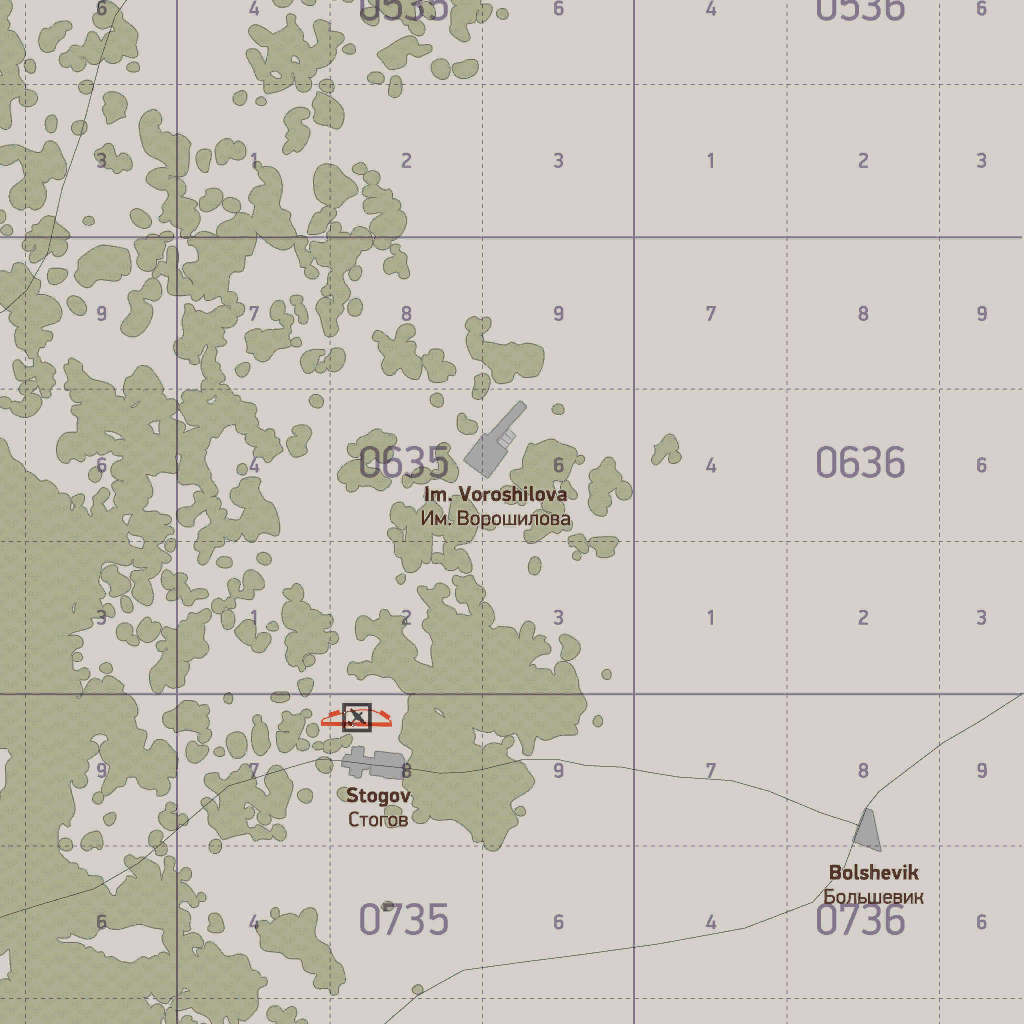 6 4 0535 6 4 0536 6
3 1 2 3 1 2 3
9 7 8 9 7 8 9
6 4 0635 6 4 0636 6
Im. Voroshilova
Им. Ворошилова
3 1 2 3 1 2 3
9 7 8 9 7 8 9
Stogov
Стогов
Bolshevik
Большевик
6 4 0735 6 4 0736 6